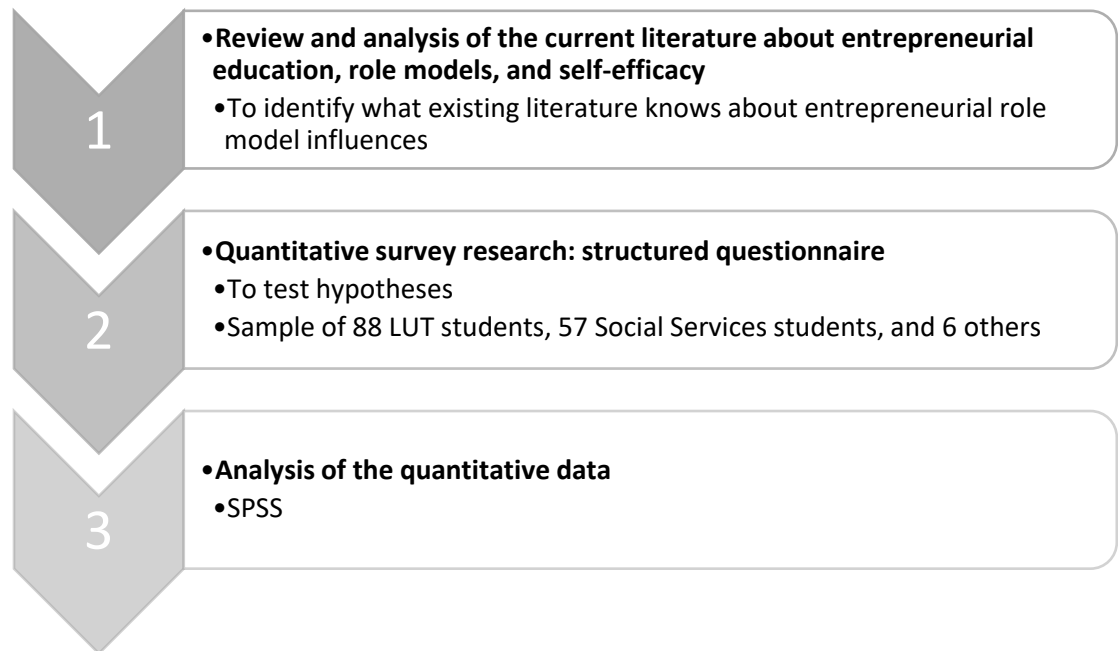 1
•Review and analysis of the current literature about entrepreneurial
education, role models, and self-efficacy
•To identify what existing literature knows about entrepreneurial role
model influences
2
•Quantitative survey research: structured questionnaire
•To test hypotheses
•Sample of 88 LUT students, 57 Social Services students, and 6 others
3
•Analysis of the quantitative data
•SPSS